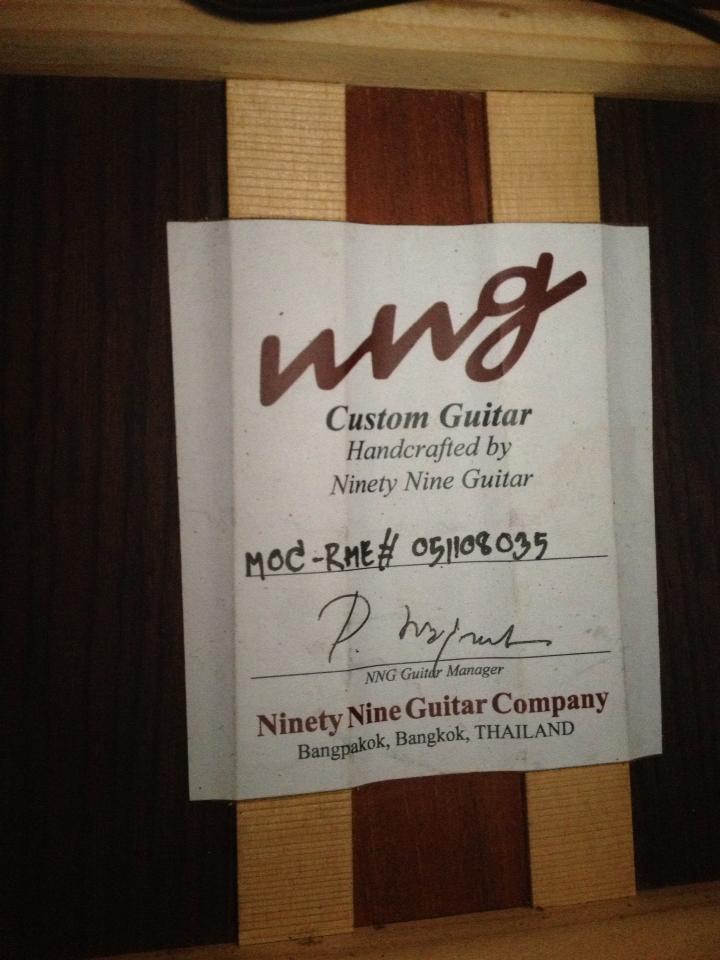 nng
Custom Guitar
Handcrafted by
Ninety Nine Guitar
MOC-RHE# 051108035
P.
NNG Guitar Manager
Ninety Nine Guitar Company
Bangpakok, Bangkok, THAILAND